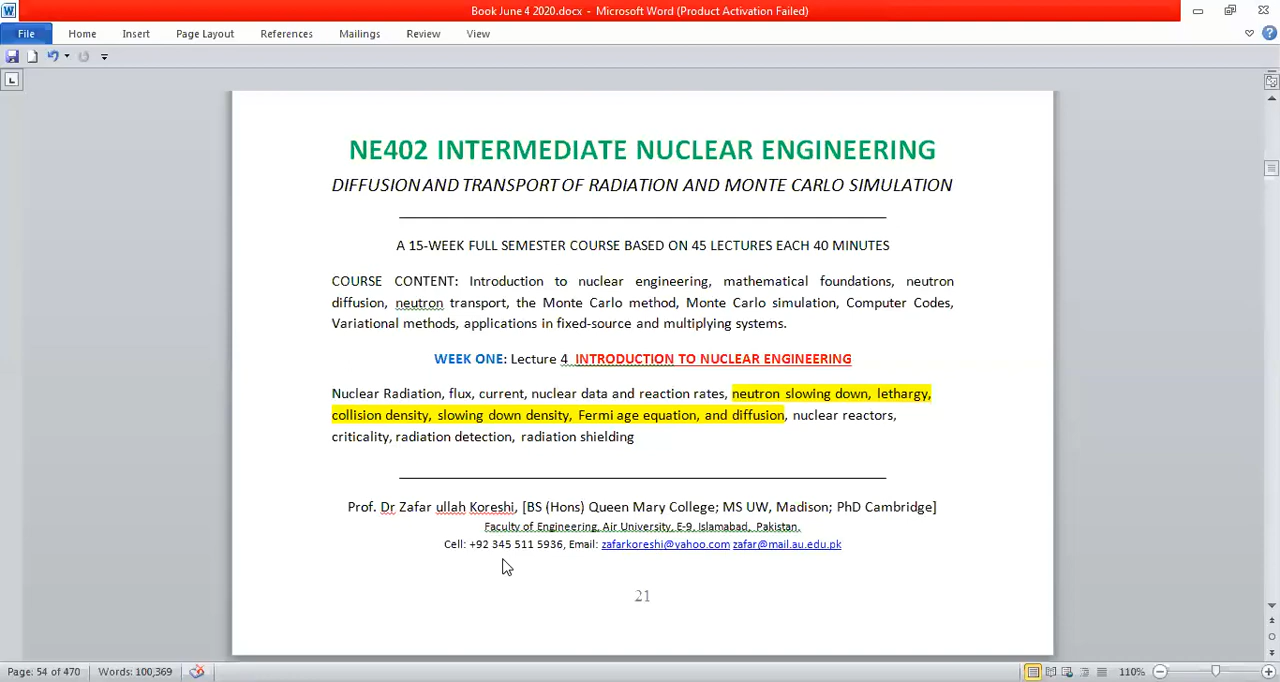 Book June 4 2020.docx - Microsoft Word (Product Activation Failed)
File Home Insert Page Layout References Mailings Review View
NE402 INTERMEDIATE NUCLEAR ENGINEERING
DIFFUSION AND TRANSPORT OF RADIATION AND MONTE CARLO SIMULATION
A 15-WEEK FULL SEMESTER COURSE BASED ON 45 LECTURES EACH 40 MINUTES
COURSE CONTENT: Introduction to nuclear engineering, mathematical foundations, neutron
diffusion, neutron transport, the Monte Carlo method, Monte Carlo simulation, Computer Codes,
Variational methods, applications in fixed-source and multiplying systems.
WEEK ONE: Lecture 4 INTRODUCTION TO NUCLEAR ENGINEERING
Nuclear Radiation, flux, current, nuclear data and reaction rates, neutron slowing down, lethargy,
collision density, slowing down density, Fermi age equation, and diffusion, nuclear reactors,
criticality, radiation detection, radiation shielding
Prof. Dr Zafar ullah Koreshi, [BS (Hons) Queen Mary College; MS UW, Madison; PhD Cambridge]
Faculty of Engineering, Air University, E-9, Islamabad, Pakistan.
Cell: +92 345 511 5936, Email: zafarkoreshi@yahoo.com zafar@mail.au.edu.pk
21
Page: 54 of 470 Words: 100,369 110%